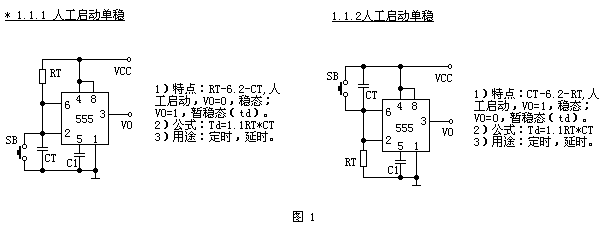 * 1.1.1 人工启动单稳
VCC
RT
4 8
6
3
555
VO
2
5 1
SB
CT
C1
1)特点:RT-6.2-CT,人
工启动,VO=0,稳态;
VO=1,暂稳态(td)。
2)公式:Td=1.1RT*CT
3)用途:定时,延时。
1.1.2人工启动单稳
VCC
SB
CT
4 8
6
3
555
VO
2
5 1
RT
C1
1)特点:CT-6.2-RT,人
工启动,VO=1,稳态;
VO=0,暂稳态(td)。
2)公式:Td=1.1RT*CT
3)用途:定时,延时。
图 1